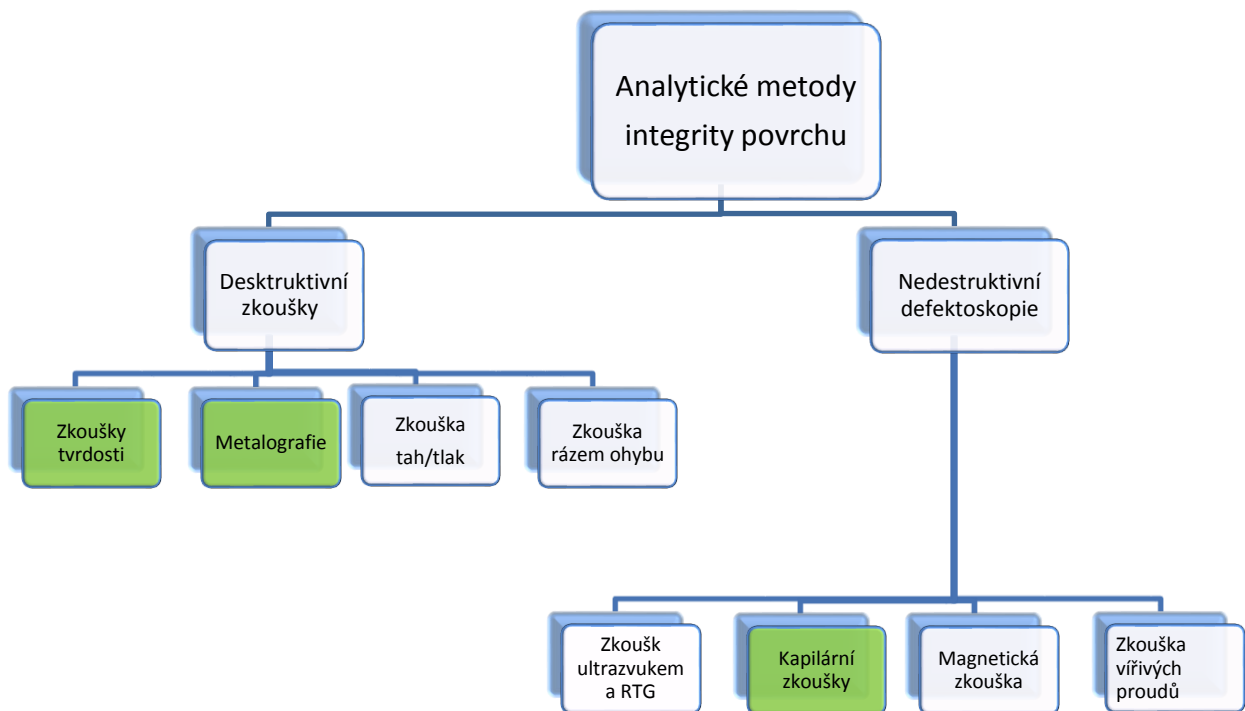 Analytické metody
integrity povrchu
Desktruktivní
zkoušky
Nedestruktivní
defektoskopie
Zkoušky
tvrdosti
Metalografie
Zkouška
tah/tlak
Zkouška
rázem ohybu
Zkoušk
ultrazvukem
a RTG
Kapilární
zkoušky
Magnetická
zkouška
Zkouška
vířivých
proudů